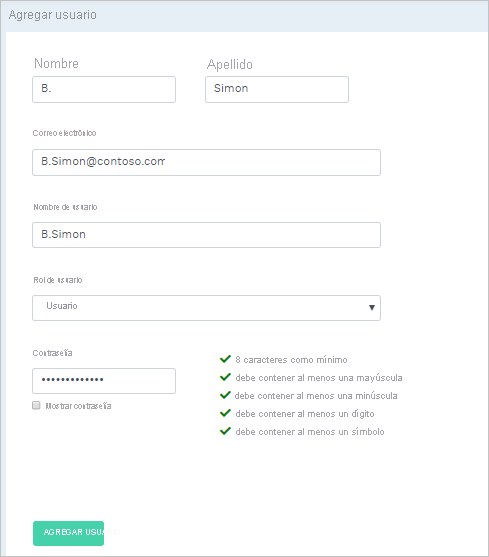 Agregar usuario
Nombre Apellido
B. Simon
Correo electrónico
B.Simon@contoso.com
Nombre de usuario
B.Simon
Rol de usuario
Usuario
Contraseña
8 caracteres como mínimo
•••••••••••••
debe contener al menos una mayúscula
debe contener al menos una minúscula
Mostrar contraseña
debe contener al menos un dígito
debe contener al menos un símbolo
AGREGAR USUA